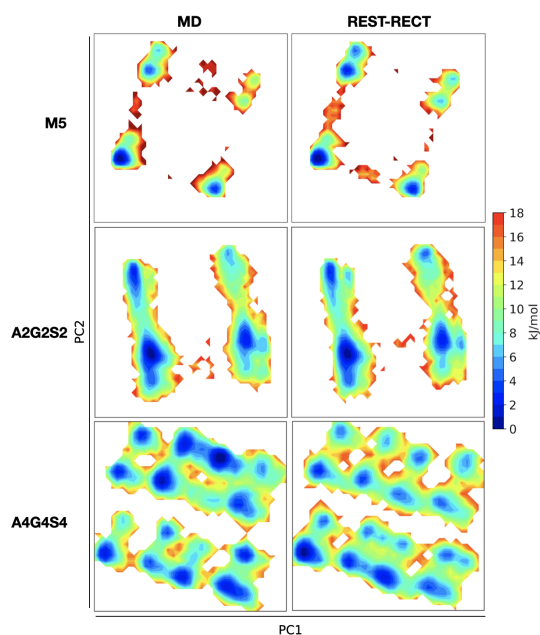 MD REST-RECT
M5
A2G2S2
A4G4S4
PC2
PC1
18
16
14
12
10
8
6
4
2
0
kJ/mol